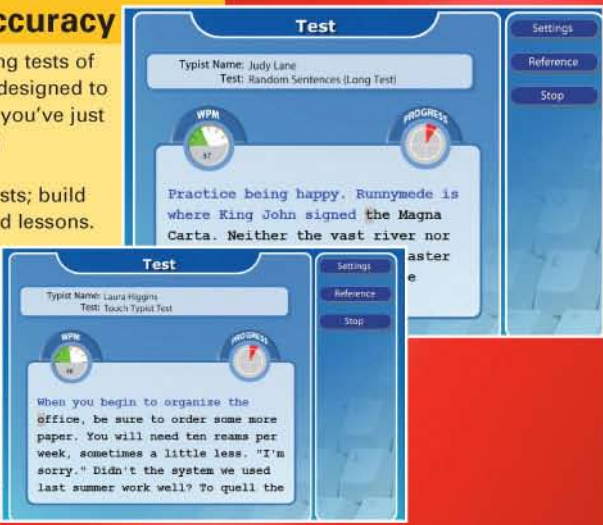 ccuracy
ng tests of
designed to
you've just
sts; build
d lessons.
Test
Typist Name: Judy Lane
Test: Random Sentences (Long Test)
WPM
57
PROGRESS
Practice being happy. Runnymede is
where King John signed the Magna
Carta. Neither the vast river nor
aster
e
Settings
Reference
Stop
Test
Typist Name: Laura Higgins
Test: Touch Typist Test
WPM
PROGRESS
When you begin to organize the
office, be sure to order some more
paper. You will need ten reams per
week, sometimes a little less. "I'm
sorry." Didn't the system we used
last summer work well? To quell the
Settings
Reference
Stop